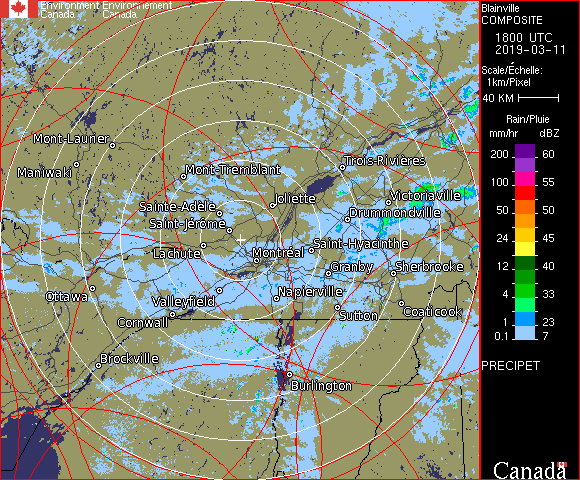 Environment Environnement
Canada Canada
Blainville
COMPOSITE
1800 UTC
2019-03-11
Scale/Échelle:
1km/Pixel
40 KM
Rain/Pluie
mm/hr dBZ
200 60
100 55
50 50
24 45
12 40
4 33
1 23
0.1 7
PRECIPET
Canada
Mont-Laurier
Maniwaki
Mont-Tremblant
Trois-Rivières
Joliette
Victoriaville
Sainte-Adèle
Drummondville
Saint-Jérôme
Lachute
Saint-Hyacinthe
Montréal
Granby
Sherbrooke
Ottawa
Valleyfield
Napierville
Coaticook
Cornwall
Sutton
Brockville
Burlington